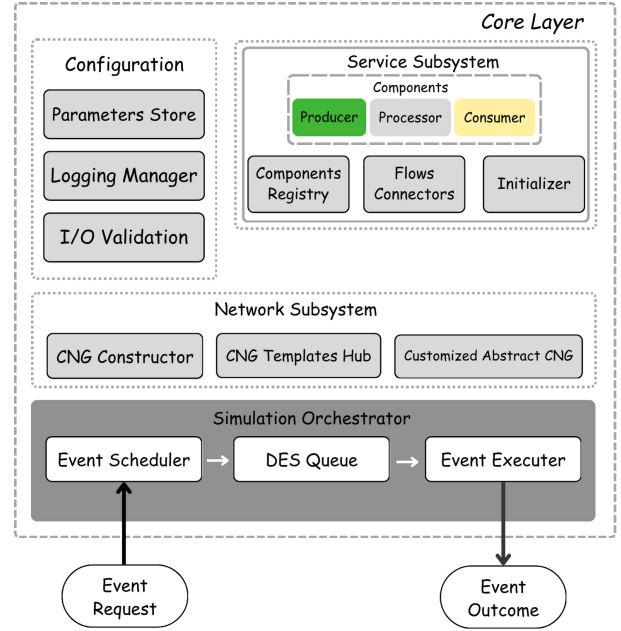 Core Layer
Configuration
Parameters Store
Logging Manager
I/O Validation
Service Subsystem
Components
Producer
Processor
Consumer
Components
Registry
Flows
Connectors
Initializer
Network Subsystem
CNG Constructor
CNG Templates Hub
Customized Abstract CNG
Simulation Orchestrator
Event Scheduler
DES Queue
Event Executer
Event
Request
Event
Outcome